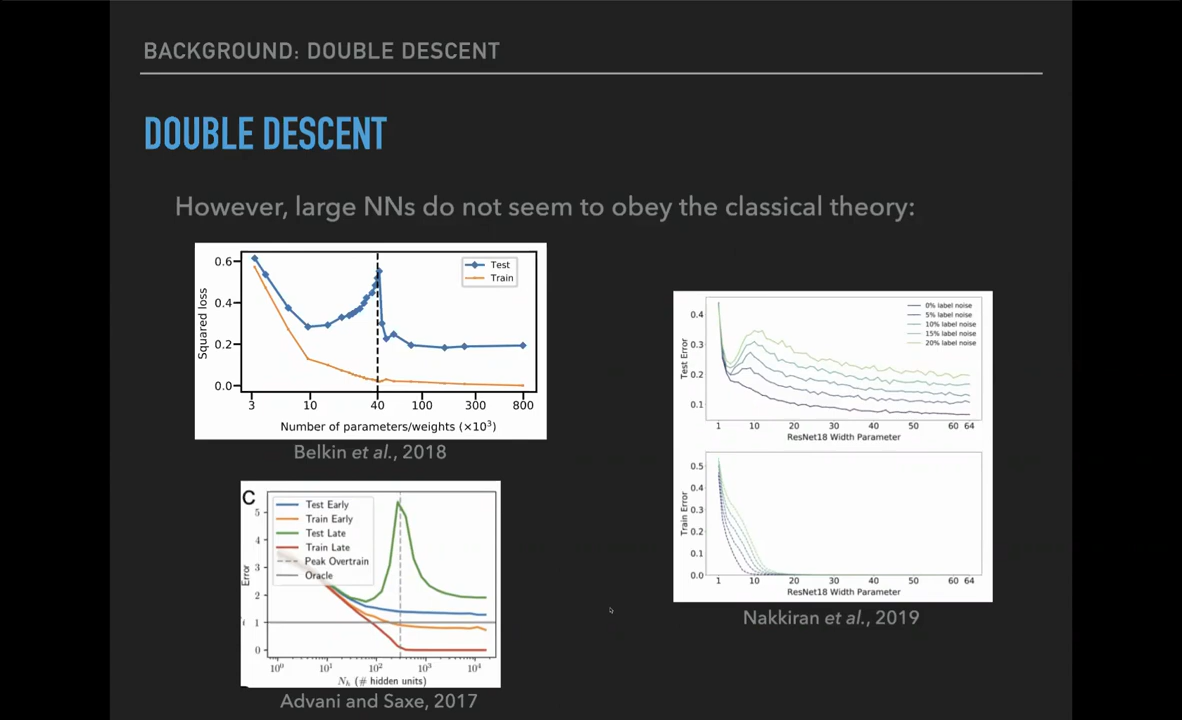 BACKGROUND: DOUBLE DESCENT
DOUBLE DESCENT
However, large NNs do not seem to obey the classical theory:
Squared loss
0.6
0.4
0.2
0.0
Test
Train
3 10 40 100 300 800
Number of parameters/weights (×10³)
Belkin et al., 2018
C
Error
5
4
3
2
1
0
Test Early
Train Early
Test Late
Train Late
Peak Overtrain
Oracle
10⁰ 10¹ 10² 10³ 10⁴
Nₕ (# hidden units)
Advani and Saxe, 2017
Test Error
0.4
0.3
0.2
0.1
0% label noise
5% label noise
10% label noise
15% label noise
20% label noise
1 10 20 30 40 50 60 64
ResNet18 Width Parameter
Train Error
0.5
0.4
0.3
0.2
0.1
0.0
1 10 20 30 40 50 60 64
ResNet18 Width Parameter
Nakkiran et al., 2019